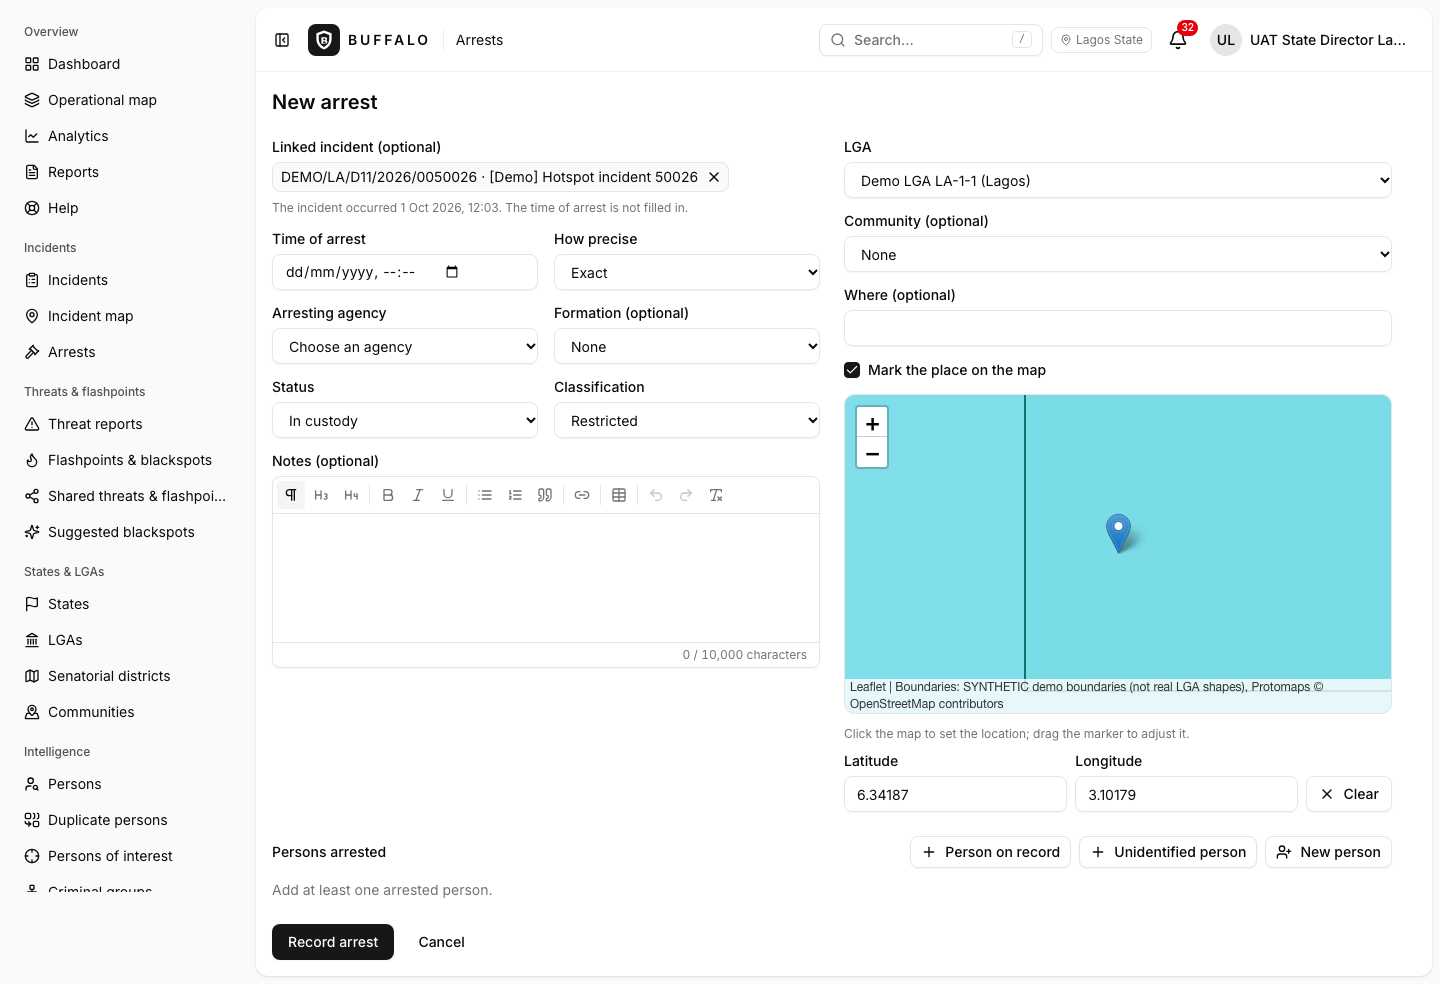 Overview
Dashboard
Operational map
Analytics
Reports
Help
Incidents
Incidents
Incident map
Arrests
Threats & flashpoints
Threat reports
Flashpoints & blackspots
Shared threats & flashpoi...
Suggested blackspots
States & LGAs
States
LGAs
Senatorial districts
Communities
Intelligence
Persons
Duplicate persons
Persons of interest
Criminal groups
BUFFALO
Arrests
Search...
/
Lagos State
32
UL
UAT State Director La...
New arrest
Linked incident (optional)
DEMO/LA/D11/2026/0050026 · [Demo] Hotspot incident 50026
The incident occurred 1 Oct 2026, 12:03. The time of arrest is not filled in.
Time of arrest
How precise
dd/mm/yyyy, --:--
Exact
Arresting agency
Formation (optional)
Choose an agency
None
Status
Classification
In custody
Restricted
Notes (optional)
H3 H4 B I U
0 / 10,000 characters
LGA
Demo LGA LA-1-1 (Lagos)
Community (optional)
None
Where (optional)
Mark the place on the map
+
−
Leaflet | Boundaries: SYNTHETIC demo boundaries (not real LGA shapes), Protomaps ©
OpenStreetMap contributors
Click the map to set the location; drag the marker to adjust it.
Latitude
Longitude
6.34187
3.10179
Clear
Persons arrested
Person on record
Unidentified person
New person
Add at least one arrested person.
Record arrest
Cancel